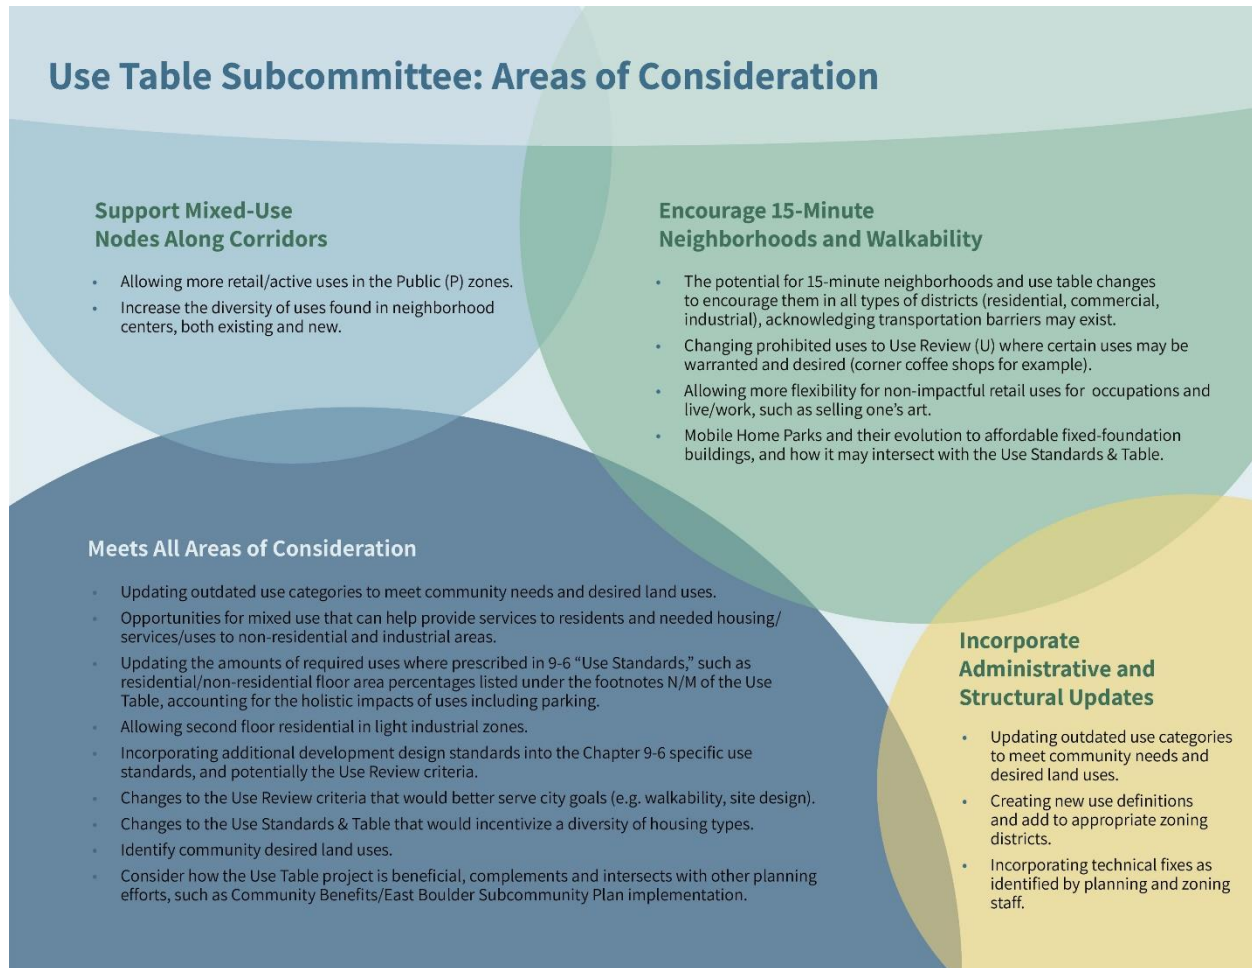 Use Table Subcommittee: Areas of Consideration
Support Mixed-Use
Nodes Along Corridors
• Allowing more retail/active uses in the Public (P) zones.
• Increase the diversity of uses found in neighborhood
centers, both existing and new.
Encourage 15-Minute
Neighborhoods and Walkability
• The potential for 15-minute neighborhoods and use table changes
to encourage them in all types of districts (residential, commercial,
industrial), acknowledging transportation barriers may exist.
• Changing prohibited uses to Use Review (U) where certain uses may be
warranted and desired (corner coffee shops for example).
• Allowing more flexibility for non-impactful retail uses for occupations and
live/work, such as selling one’s art.
• Mobile Home Parks and their evolution to affordable fixed-foundation
buildings, and how it may intersect with the Use Standards & Table.
Meets All Areas of Consideration
• Updating outdated use categories to meet community needs and desired land uses.
• Opportunities for mixed use that can help provide services to residents and needed housing/
services/uses to non-residential and industrial areas.
• Updating the amounts of required uses where prescribed in 9-6 “Use Standards,” such as
residential/non-residential floor area percentages listed under the footnotes N/M of the Use
Table, accounting for the holistic impacts of uses including parking.
• Allowing second floor residential in light industrial zones.
• Incorporating additional development design standards into the Chapter 9-6 specific use
standards, and potentially the Use Review criteria.
• Changes to the Use Review criteria that would better serve city goals (e.g. walkability, site design).
• Changes to the Use Standards & Table that would incentivize a diversity of housing types.
• Identify community desired land uses.
• Consider how the Use Table project is beneficial, complements and intersects with other planning
efforts, such as Community Benefits/East Boulder Subcommunity Plan implementation.
Incorporate
Administrative and
Structural Updates
• Updating outdated use categories
to meet community needs and
desired land uses.
• Creating new use definitions
and add to appropriate zoning
districts.
• Incorporating technical fixes as
identified by planning and zoning
staff.